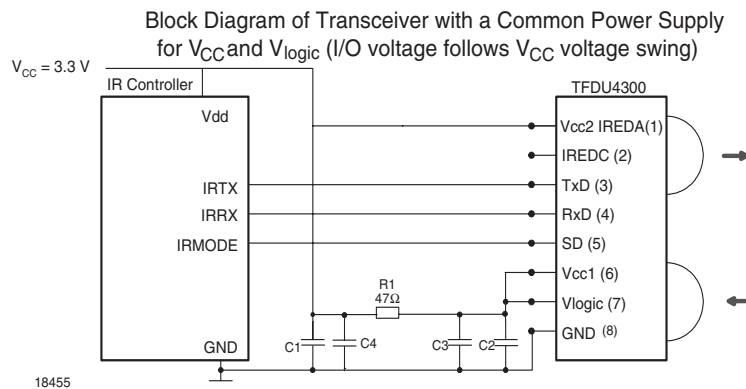 Block Diagram of Transceiver with a Common Power Supply
for VCC and Vlogic (I/O voltage follows VCC voltage swing)
VCC = 3.3 V
IR Controller
TFDU4300
Vdd
Vcc2 IREDA(1)
IREDC (2)
IRTX
TxD (3)
IRRX
RxD (4)
IRMODE
SD (5)
Vcc1 (6)
R1
47Ω
Vlogic (7)
GND (8)
GND
C1
C4
C3
C2
18455